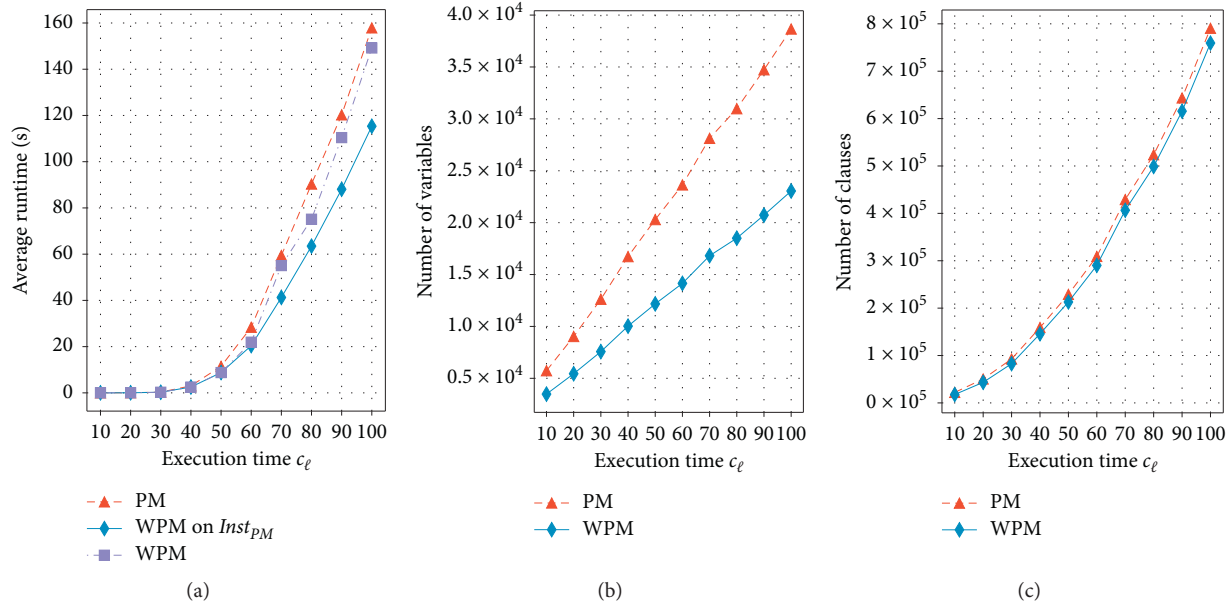 160
140
120
100
80
60
40
20
0
Average runtime (s)
10 20 30 40 50 60 70 80 90 100
Execution time cℓ
PM
WPM on InstPM
WPM
(a)
4.0 × 10⁴
3.5 × 10⁴
3.0 × 10⁴
2.5 × 10⁴
2.0 × 10⁴
1.5 × 10⁴
1.0 × 10⁴
0.5 × 10⁴
Number of variables
10 20 30 40 50 60 70 80 90 100
Execution time cℓ
PM
WPM
(b)
8 × 10⁵
7 × 10⁵
6 × 10⁵
5 × 10⁵
4 × 10⁵
3 × 10⁵
2 × 10⁵
1 × 10⁵
0 × 10⁵
Number of clauses
10 20 30 40 50 60 70 80 90 100
Execution time cℓ
PM
WPM
(c)